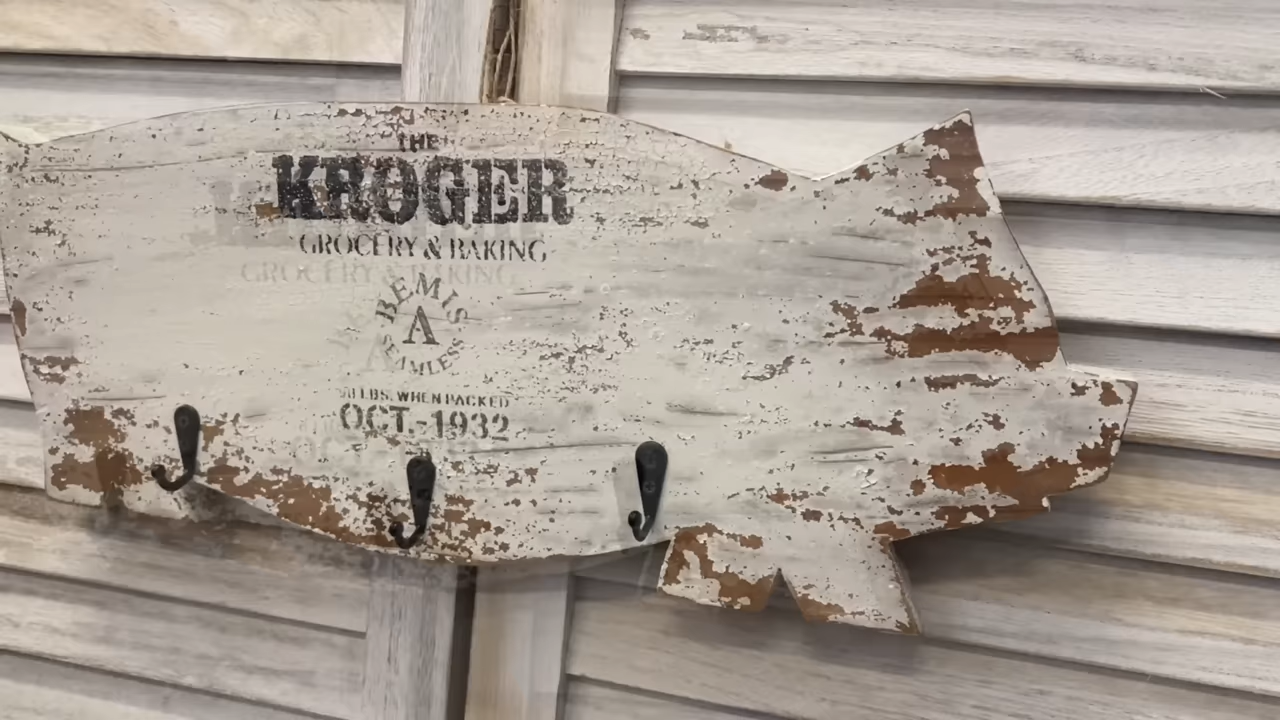 THE
KROGER
GROCERY & BAKING
BEMIS
A
SEAMLESS
LBS. WHEN PACKED
OCT.-1932